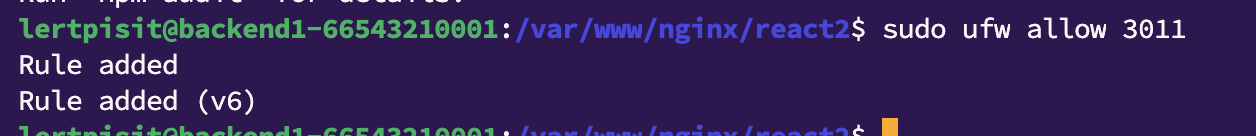 Run `npm audit` for details.
lertpisit@backend1-66543210001:/var/www/nginx/react2$ sudo ufw allow 3011
Rule added
Rule added (v6)
lertpisit@backend1-66543210001:/var/www/nginx/react2$